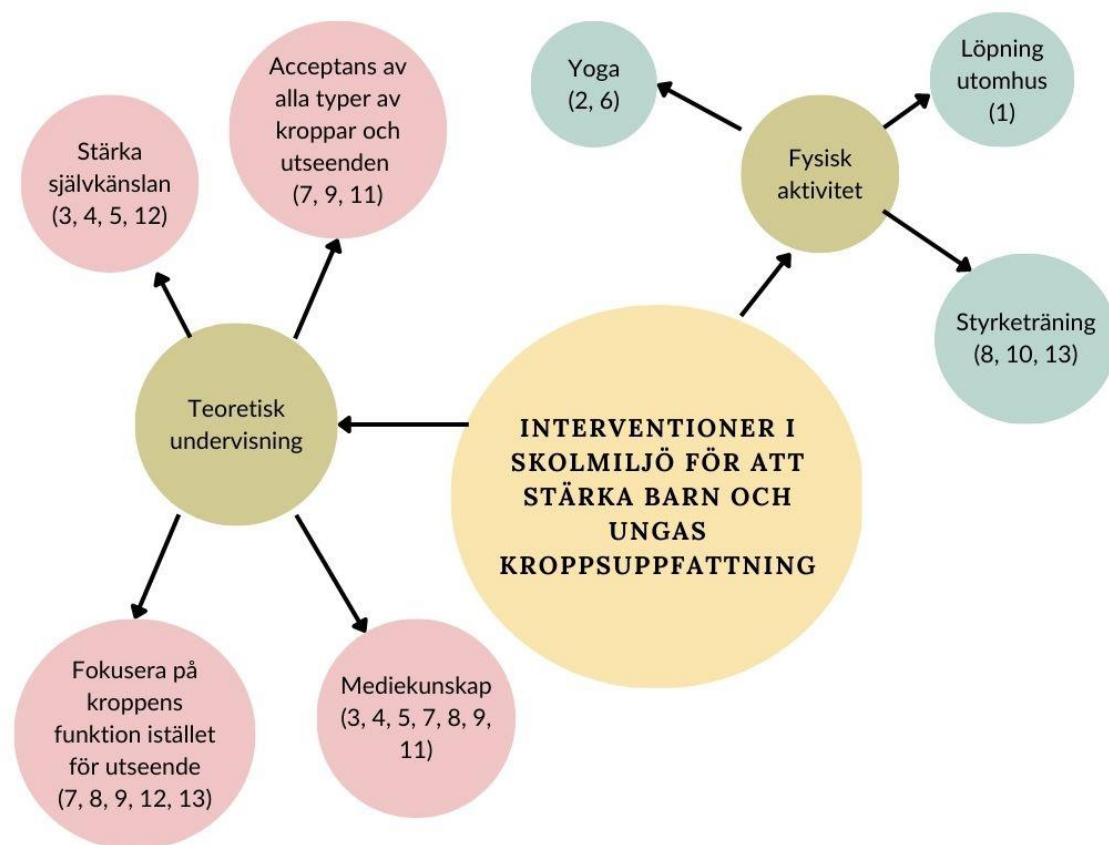 Acceptans av
alla typer av
kroppar och
utseenden
(7, 9, 11)
Stärka
självkänslan
(3, 4, 5, 12)
Yoga
(2, 6)
Löpning
utomhus
(1)
Fysisk
aktivitet
Styrketräning
(8, 10, 13)
Teoretisk
undervisning
INTERVENTIONER I
SKOLMILJÖ FÖR ATT
STÄRKA BARN OCH
UNGAS
KROPPSUPPFATTNING
Fokusera på
kroppens
funktion istället
för utseende
(7, 8, 9, 12, 13)
Mediekunskap
(3, 4, 5, 7, 8, 9,
11)